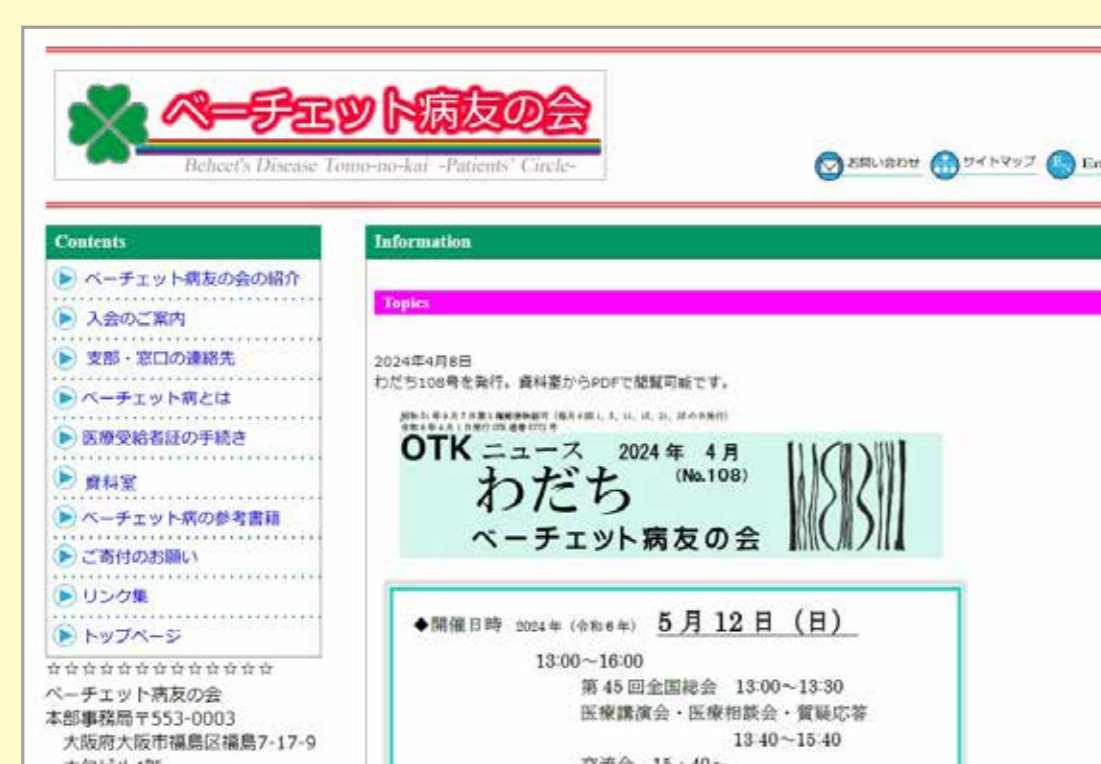 ベーチェット病友の会
Behcet's Disease Tomo-no-kai -Patients' Circle-
お問い合わせ
サイトマップ
Contents
ベーチェット病友の会の紹介
入会のご案内
支部・窓口の連絡先
ベーチェット病とは
医療受給者証の手続き
資料室
ベーチェット病の参考書籍
ご寄付のお願い
リンク集
トップページ
☆☆☆☆☆☆☆☆☆☆☆☆☆
ベーチェット病友の会
本部事務局〒553-0003
大阪府大阪市福島区福島7-17-9
Information
Topics
2024年4月8日
わだち108号を発行。資料室からPDFで閲覧可能です。
OTK ニュース 2024年 4月
わだち (No.108)
ベーチェット病友の会
◆開催日時 2024年（令和6年） 5月12日（日）
13:00～16:00
第45回全国総会 13:00～13:30
医療講演会・医療相談会・質疑応答
13:40～15:40
交流会 15：40～